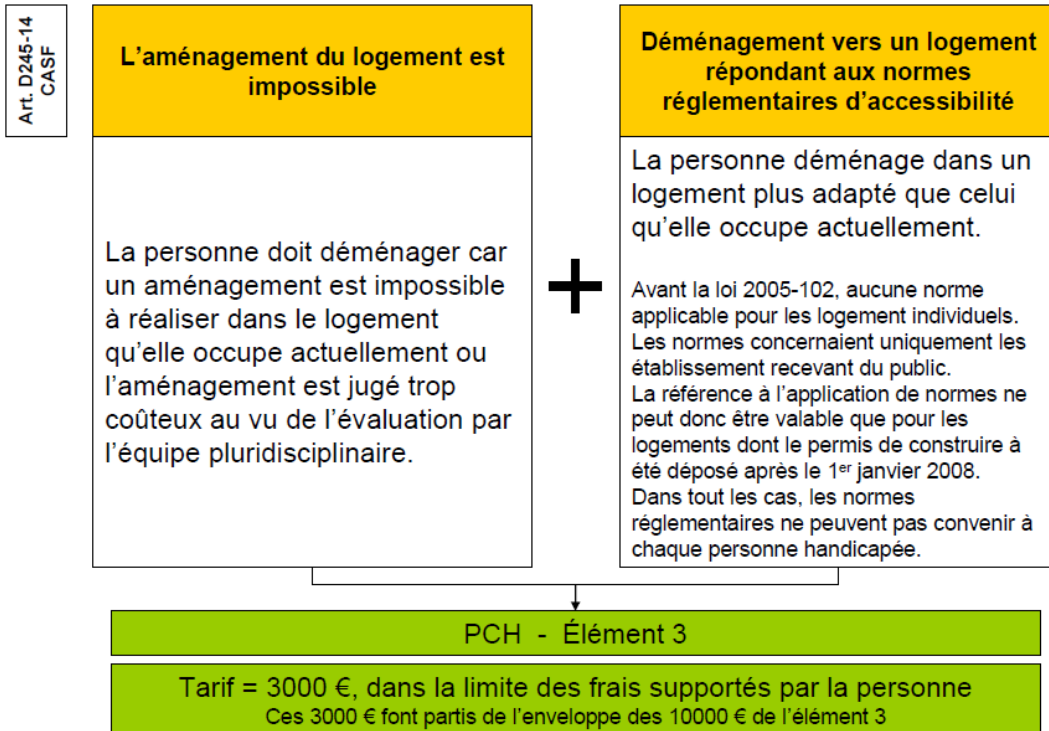 Art. D245-14
CASF
L'aménagement du logement est
impossible
La personne doit déménager car
un aménagement est impossible
à réaliser dans le logement
qu'elle occupe actuellement ou
l'aménagement est jugé trop
coûteux au vu de l'évaluation par
l'équipe pluridisciplinaire.
+
Déménagement vers un logement
répondant aux normes
réglementaires d'accessibilité
La personne déménage dans un
logement plus adapté que celui
qu'elle occupe actuellement.
Avant la loi 2005-102, aucune norme
applicable pour les logement individuels.
Les normes concernaient uniquement les
établissement recevant du public.
La référence à l'application de normes ne
peut donc être valable que pour les
logements dont le permis de construire à
été déposé après le 1er janvier 2008.
Dans tout les cas, les normes
réglementaires ne peuvent pas convenir à
chaque personne handicapée.
PCH - Élément 3
Tarif = 3000 €, dans la limite des frais supportés par la personne
Ces 3000 € font partis de l'enveloppe des 10000 € de l'élément 3